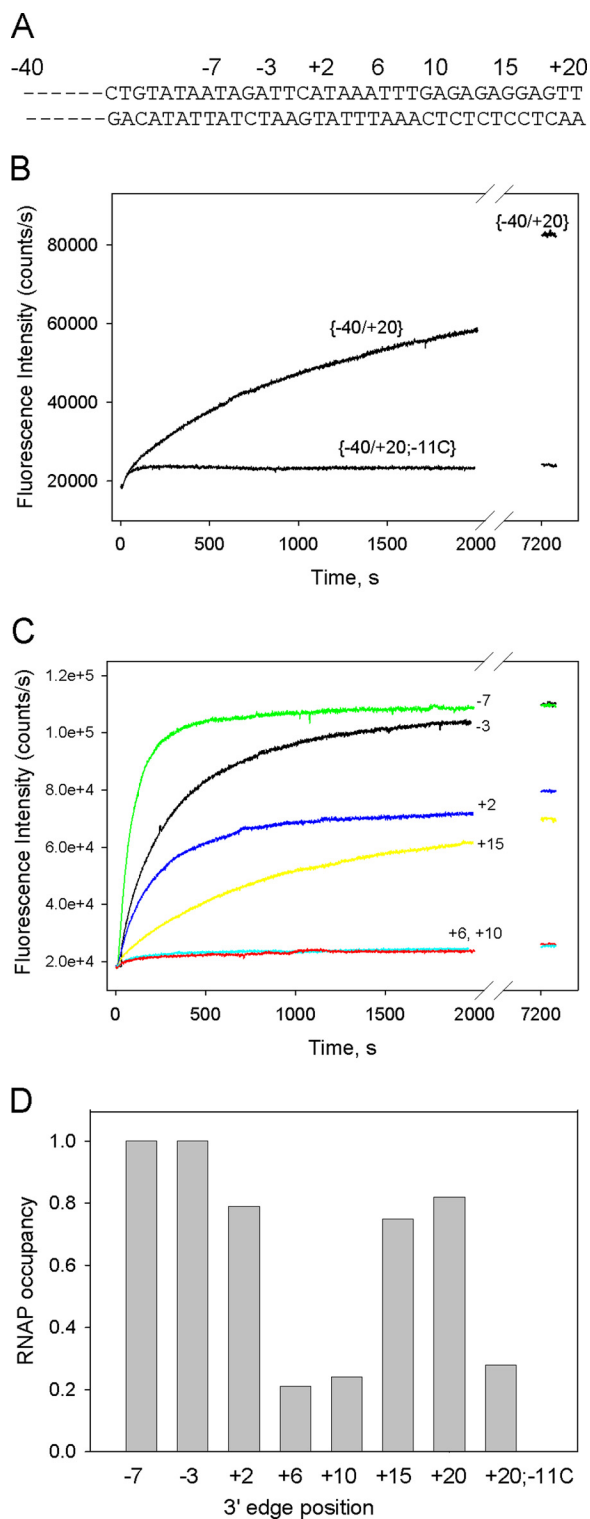 A
-40 -7 -3 +2 6 10 15 +20
------CTGTATAATAGATTCATAAATTTGAGAGAGGAGTT
------GACATATTATCTAAGTATTTAAACTCTCTCCTCAA
B
Fluorescence Intensity (counts/s)
80000
60000
40000
20000
{-40/+20}
{-40/+20}
{-40/+20;-11C}
0 500 1000 1500 2000 7200
Time, s
C
Fluorescence Intensity (counts/s)
1.2e+5
1.0e+5
8.0e+4
6.0e+4
4.0e+4
2.0e+4
-7
-3
+2
+15
+6, +10
0 500 1000 1500 2000 7200
Time, s
D
RNAP occupancy
1.0
0.8
0.6
0.4
0.2
0.0
-7 -3 +2 +6 +10 +15 +20 +20;-11C
3' edge position